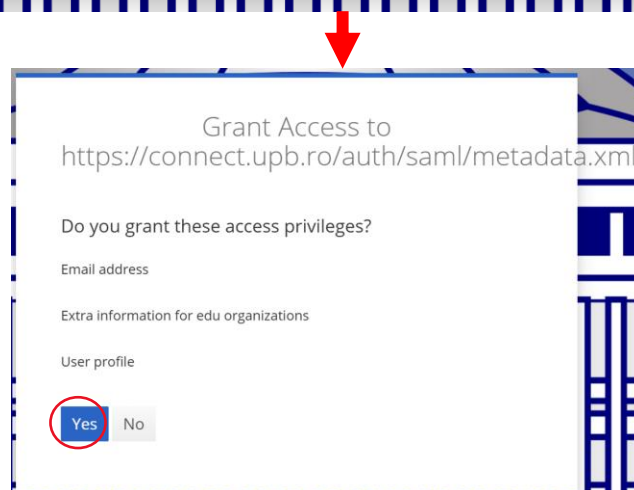 Grant Access to
https://connect.upb.ro/auth/saml/metadata.xml
Do you grant these access privileges?
Email address
Extra information for edu organizations
User profile
Yes No